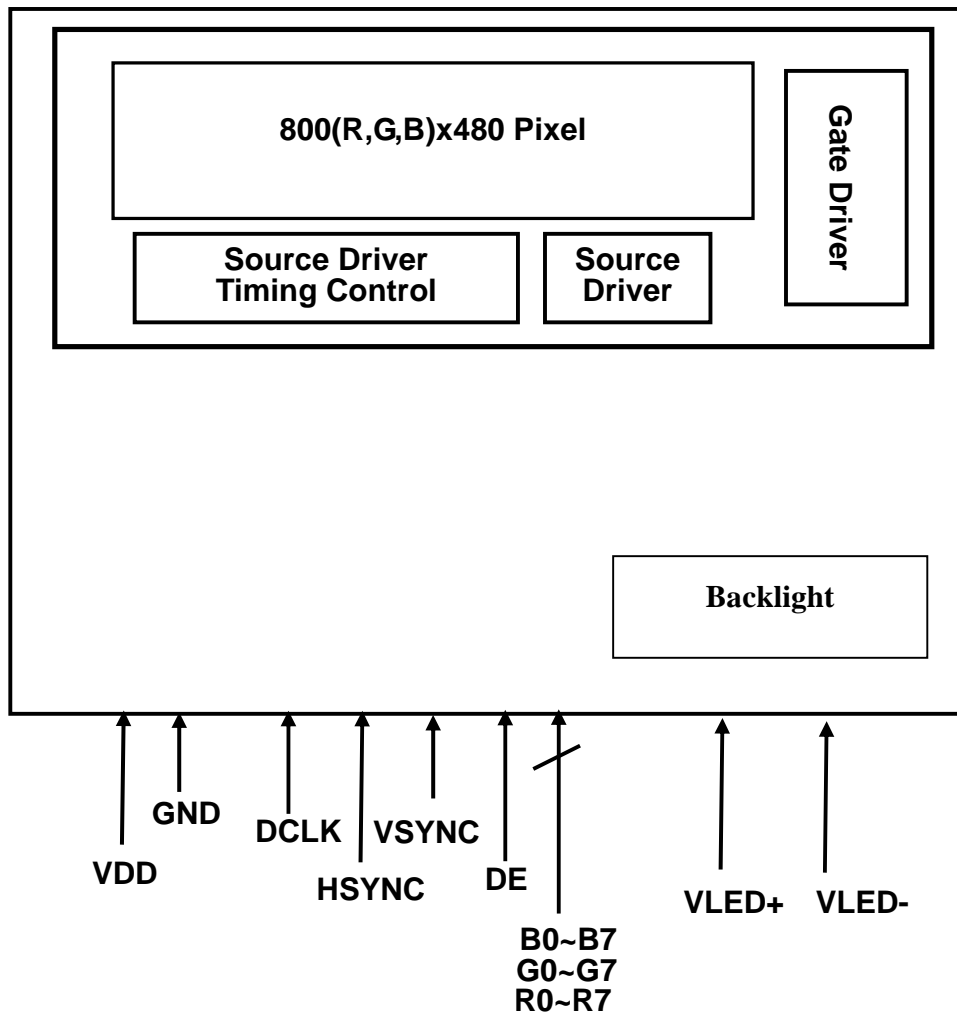 800(R,G,B)x480 Pixel
Gate Driver
Source Driver
Timing Control
Source
Driver
Backlight
GND
DCLK
VSYNC
VDD
HSYNC
DE
VLED+
VLED-
B0~B7
G0~G7
R0~R7